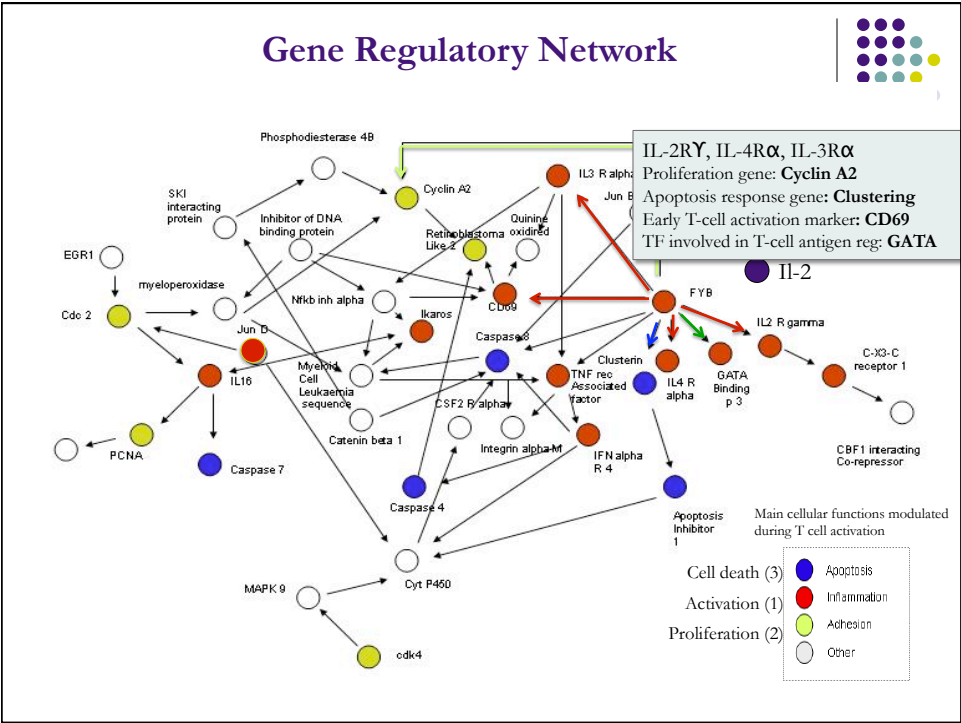 Gene Regulatory Network
IL-2Rϒ, IL-4Rα, IL-3Rα
Proliferation gene: Cyclin A2
Apoptosis response gene: Clustering
Early T-cell activation marker: CD69
TF involved in T-cell antigen reg: GATA
Phosphodiesterase 4B
Cyclin A2
IL3 R alpha
Jun B
SKI
interacting
protein
Inhibitor of DNA
binding protein
Retinoblastoma
Like 2
Quinine
oxidired
EGR1
myeloperoxidase
Il-2
FYB
Cdc 2
Nfkb inh alpha
CD69
Ikaros
IL2 R gamma
Jun D
Caspase 8
C-X3-C
receptor 1
IL16
Myeloid
Cell
Leukaemia
sequence
TNF rec
Associated
factor
Clusterin
IL4 R
alpha
GATA
Binding
p 3
CSF2 R alpha
Catenin beta 1
Integrin alpha M
IFN alpha
R 4
CBF1 interacting
Co-repressor
PCNA
Caspase 7
Caspase 4
Apoptosis
Inhibitor
1
Main cellular functions modulated
during T cell activation
Cyt P450
MAPK 9
cdk4
Cell death (3)
Apoptosis
Activation (1)
Inflammation
Proliferation (2)
Adhesion
Other